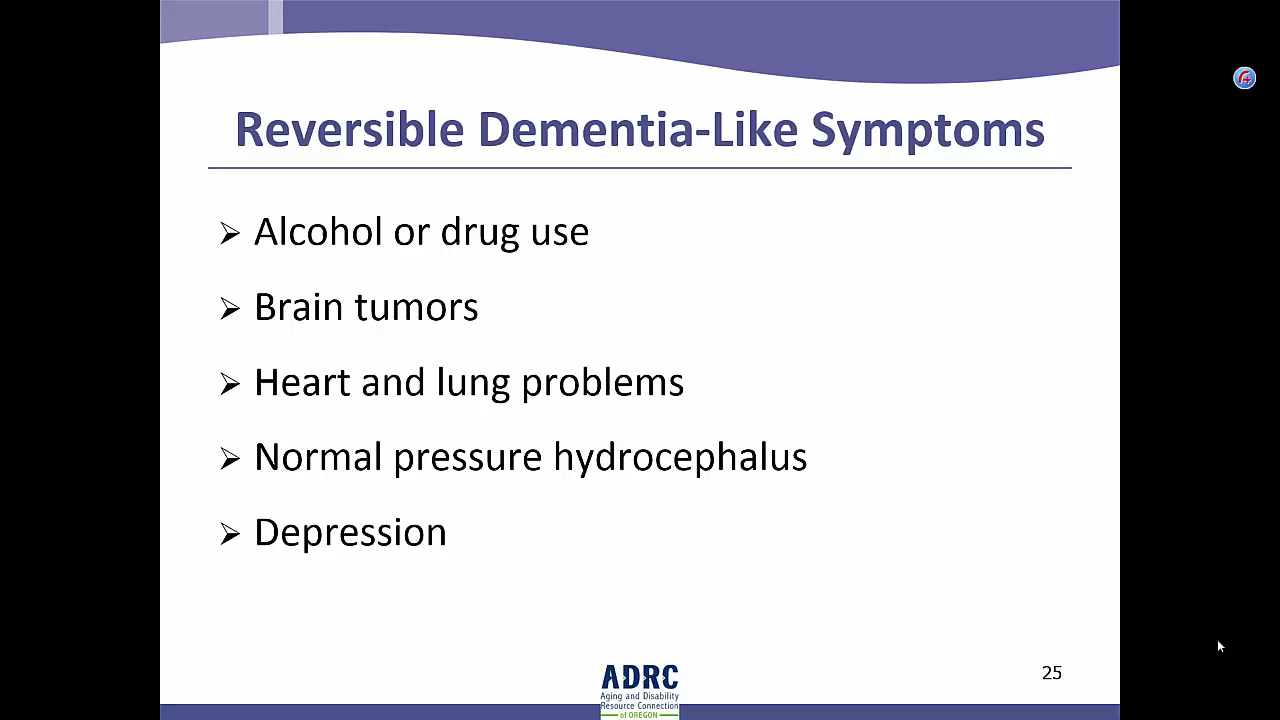 Reversible Dementia-Like Symptoms
Alcohol or drug use
Brain tumors
Heart and lung problems
Normal pressure hydrocephalus
Depression
ADRC
Aging and Disability
Resource Connection
of OREGON
25